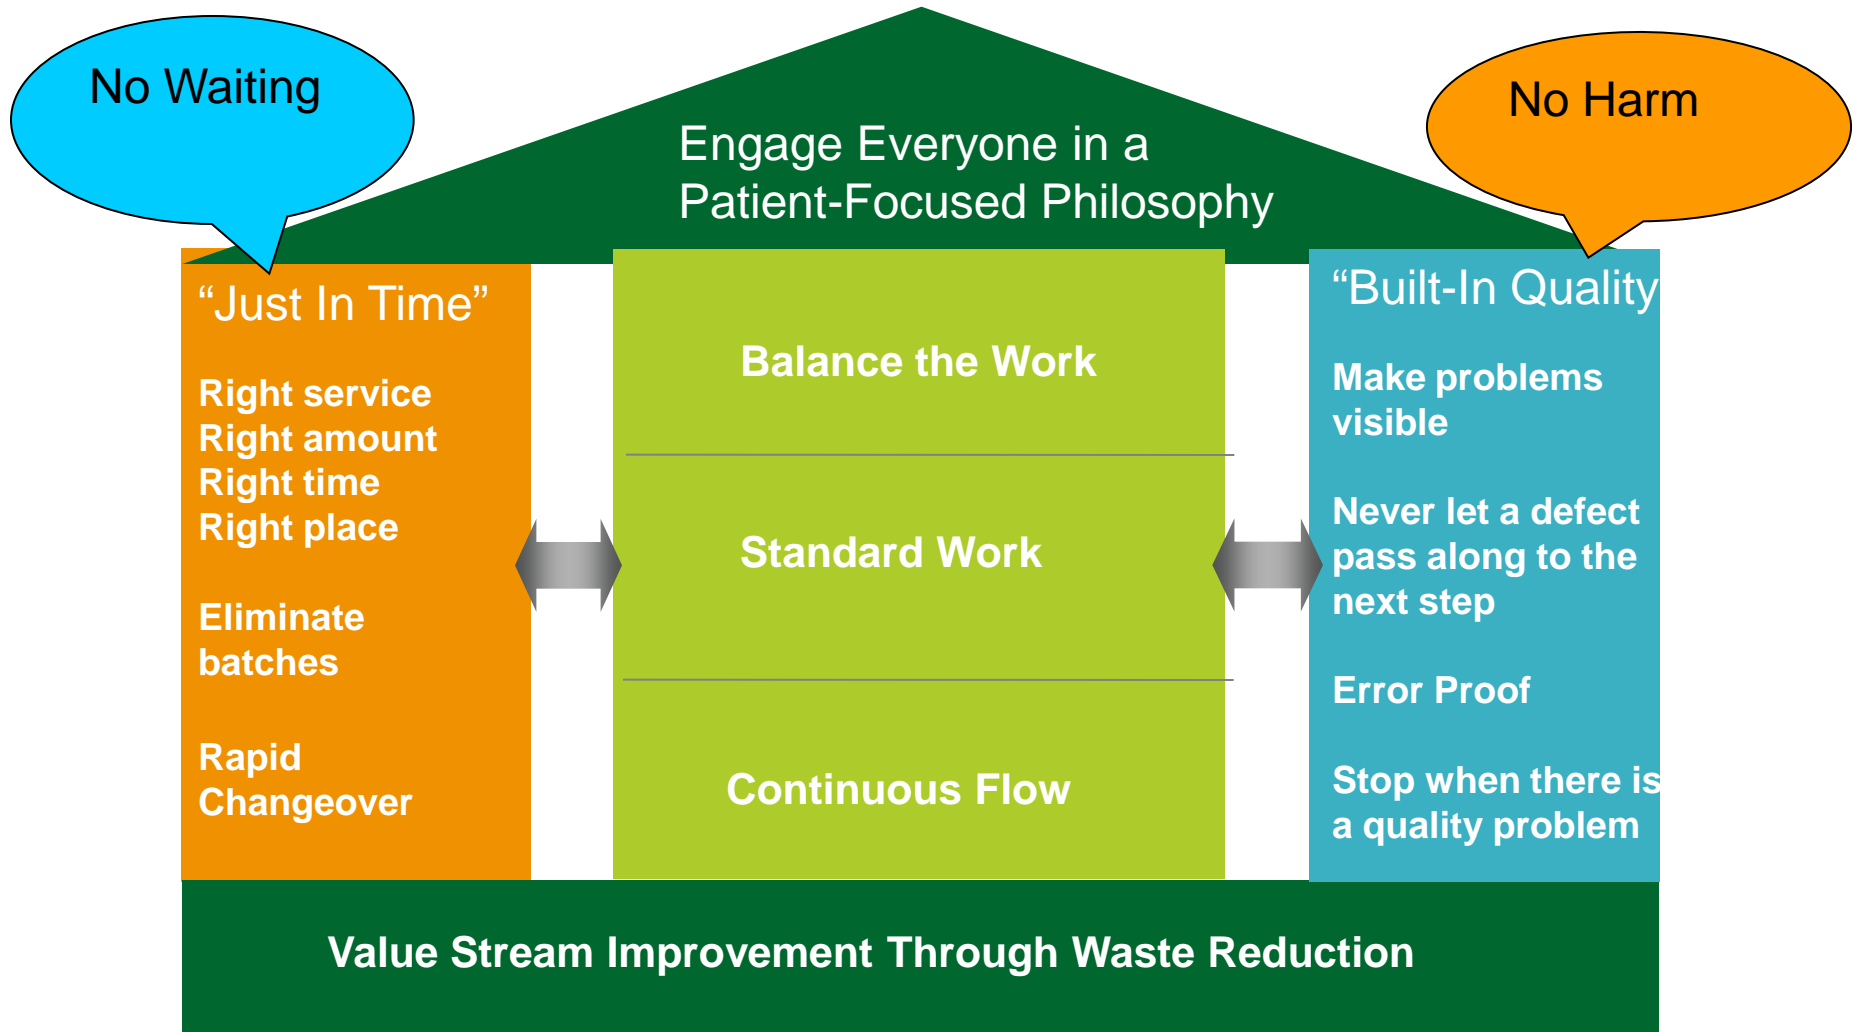 No Waiting
No Harm
Engage Everyone in a
Patient-Focused Philosophy
“Just In Time”
Right service
Right amount
Right time
Right place
Eliminate
batches
Rapid
Changeover
Balance the Work
Standard Work
Continuous Flow
“Built-In Quality
Make problems
visible
Never let a defect
pass along to the
next step
Error Proof
Stop when there is
a quality problem
Value Stream Improvement Through Waste Reduction